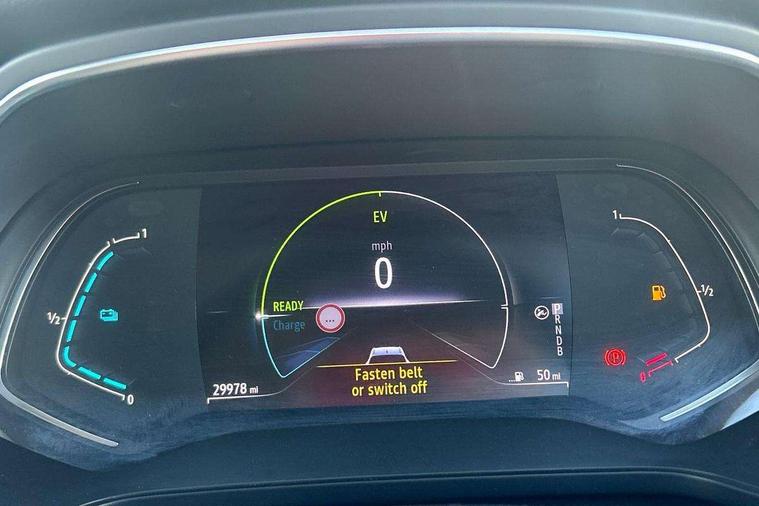 EV
mph
0
1
1
1/2
1/2
READY
Charge
...
P
R
N
D
B
P
Fasten belt
or switch off
29978 mi
50 mi
0
0